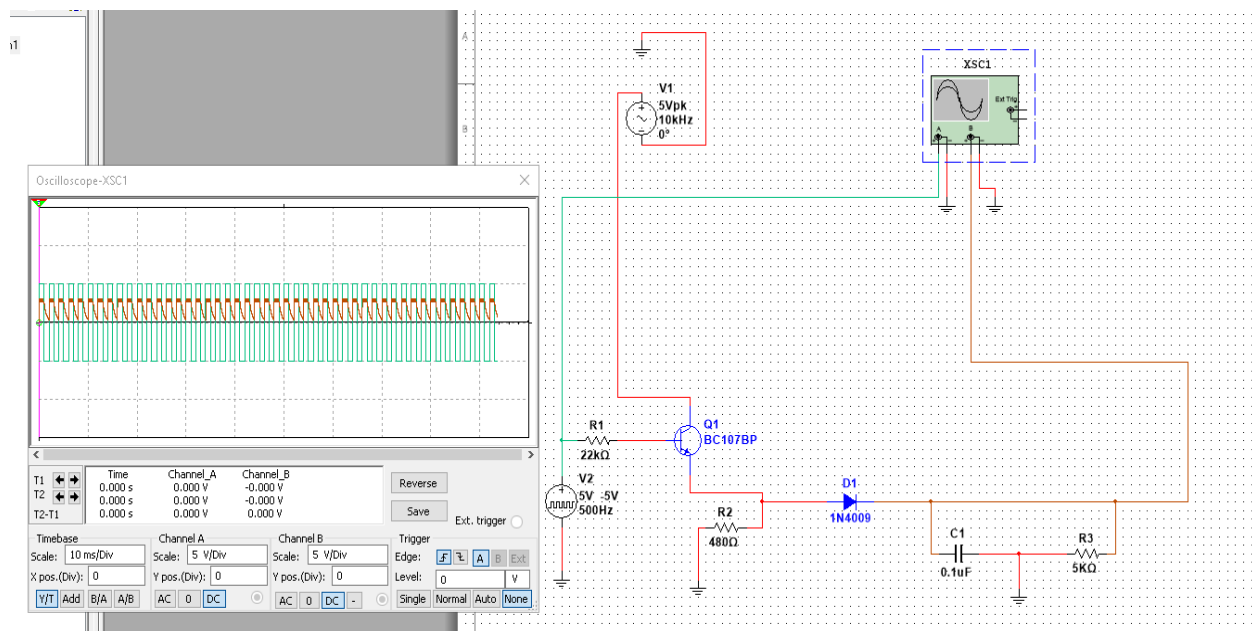 n1
A
B
Oscilloscope-XSC1
T1
T2
T2-T1
Time Channel_A Channel_B
0.000 s 0.000 V -0.000 V
0.000 s 0.000 V -0.000 V
0.000 s 0.000 V 0.000 V
Reverse
Save
Ext. trigger
Timebase
Scale: 10 ms/Div
X pos.(Div): 0
Y/T Add B/A A/B
Channel A
Scale: 5 V/Div
Y pos.(Div): 0
AC 0 DC
Channel B
Scale: 5 V/Div
Y pos.(Div): 0
AC 0 DC -
Trigger
Edge: A B Ext
Level: 0 V
Single Normal Auto None
V1
5Vpk
10kHz
0°
XSC1
Ext Trig
A B
R1
22kΩ
Q1
BC107BP
V2
5V -5V
500Hz
R2
480Ω
D1
1N4009
C1
0.1uF
R3
5KΩ